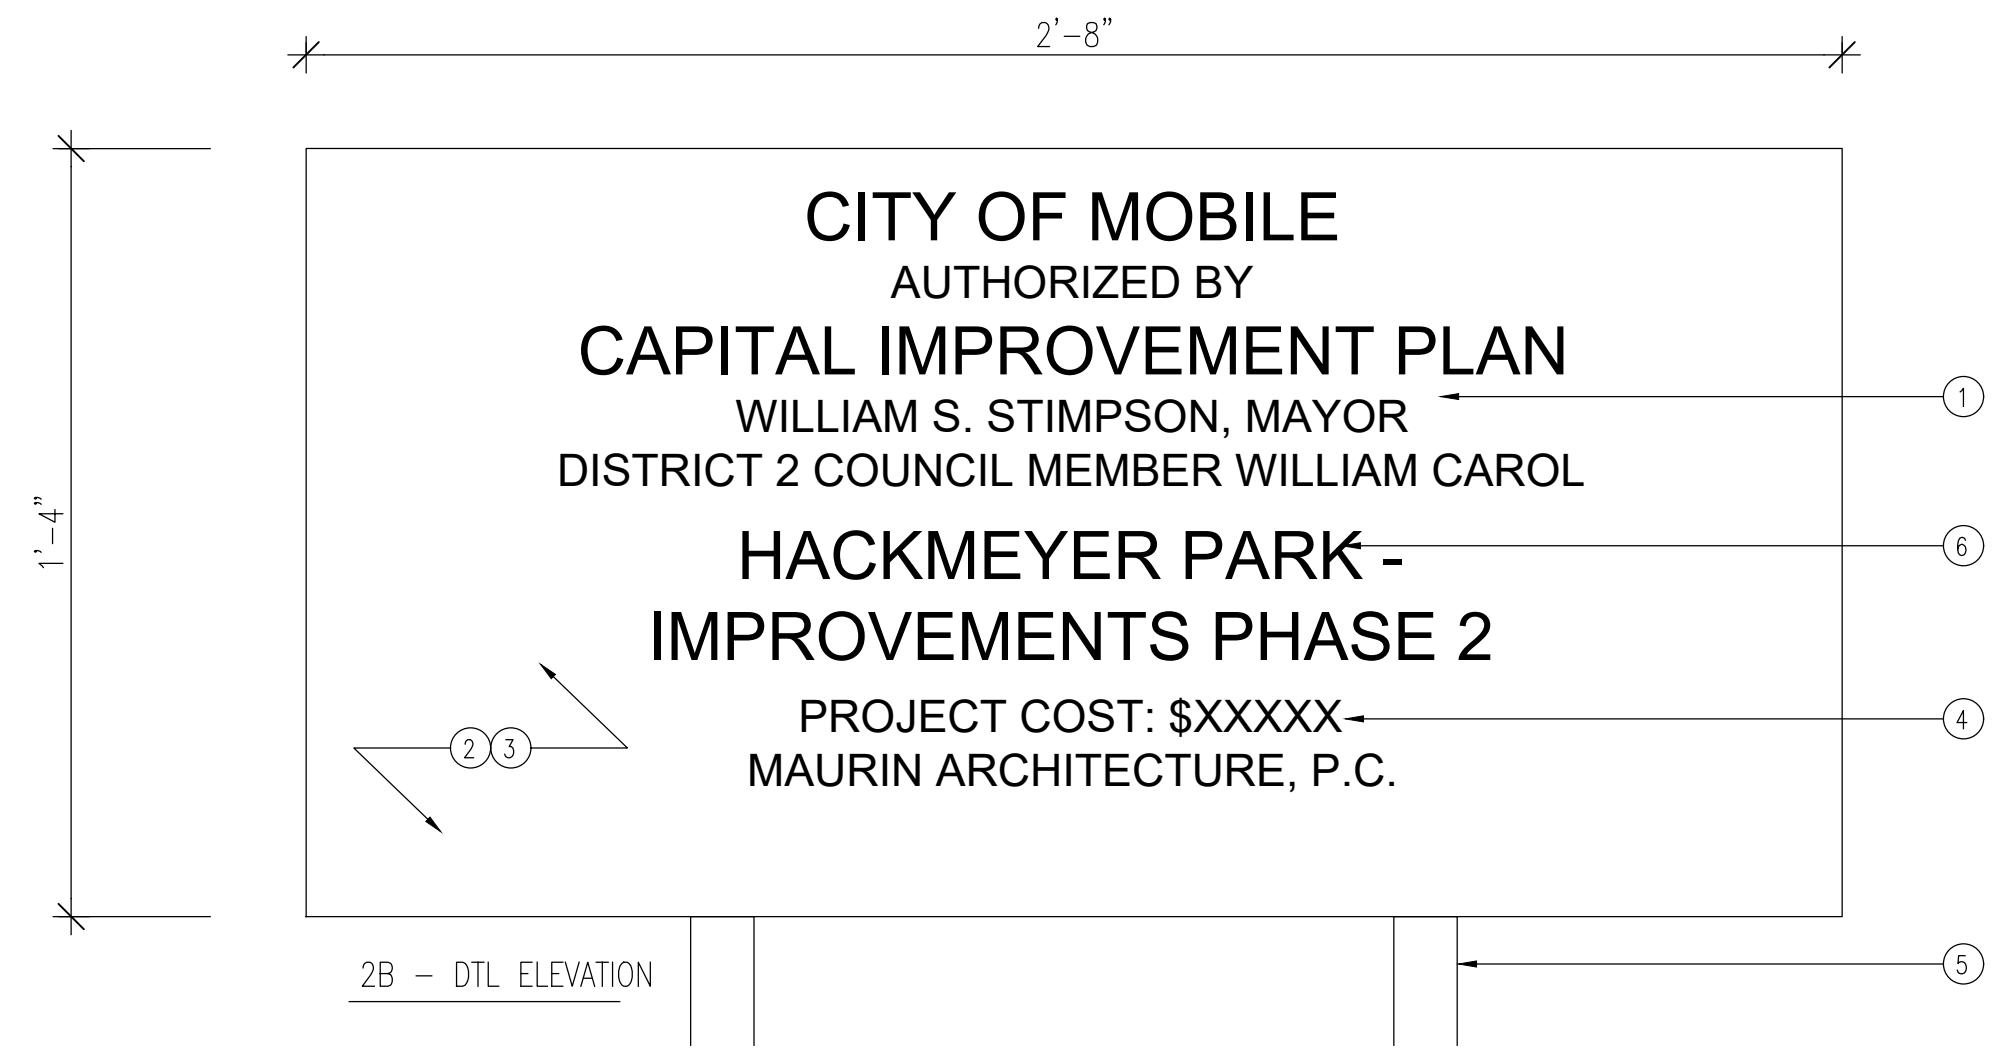 2'-8"
CITY OF MOBILE
AUTHORIZED BY
CAPITAL IMPROVEMENT PLAN
1
WILLIAM S. STIMPSON, MAYOR
DISTRICT 2 COUNCIL MEMBER WILLIAM CAROL
1'-4"
HACKMEYER PARK -
6
IMPROVEMENTS PHASE 2
PROJECT COST: $XXXXX
4
2 3
MAURIN ARCHITECTURE, P.C.
2B - DTL ELEVATION
5